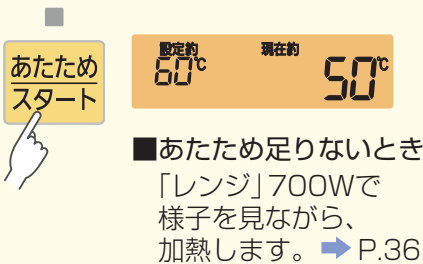 あたため
スタート
設定約 現在約
60℃ 50℃
■あたため足りないとき
「レンジ」700Wで
様子を見ながら、
加熱します。➡P.36